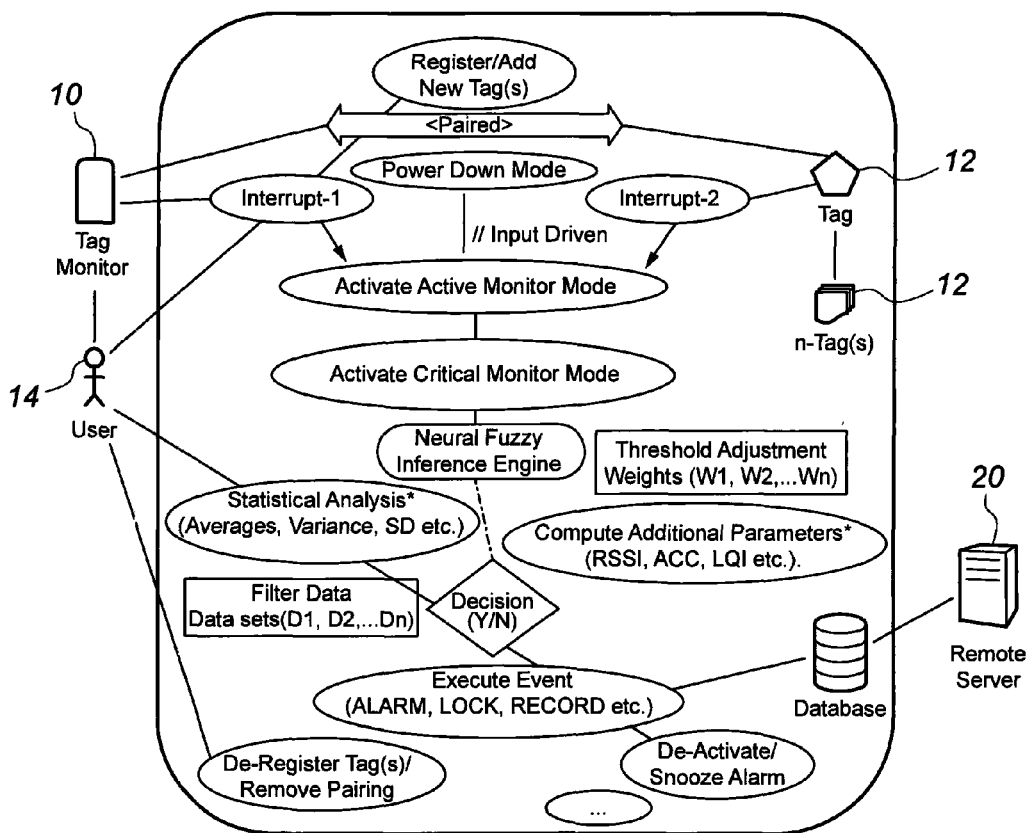 Register/Add
New Tag(s)
10
<Paired>
Power Down Mode
12
Interrupt-1
Interrupt-2
Tag
Tag
Monitor
// Input Driven
Activate Active Monitor Mode
12
n-Tag(s)
Activate Critical Monitor Mode
14
User
Neural Fuzzy
Inference Engine
Threshold Adjustment
Weights (W1, W2,...Wn)
Statistical Analysis*
(Averages, Variance, SD etc.)
20
Compute Additional Parameters*
(RSSI, ACC, LQI etc.).
Filter Data
Data sets(D1, D2,...Dn)
Decision
(Y/N)
Remote
Server
Execute Event
(ALARM, LOCK, RECORD etc.)
Database
De-Register Tag(s)/
Remove Pairing
De-Activate/
Snooze Alarm
...